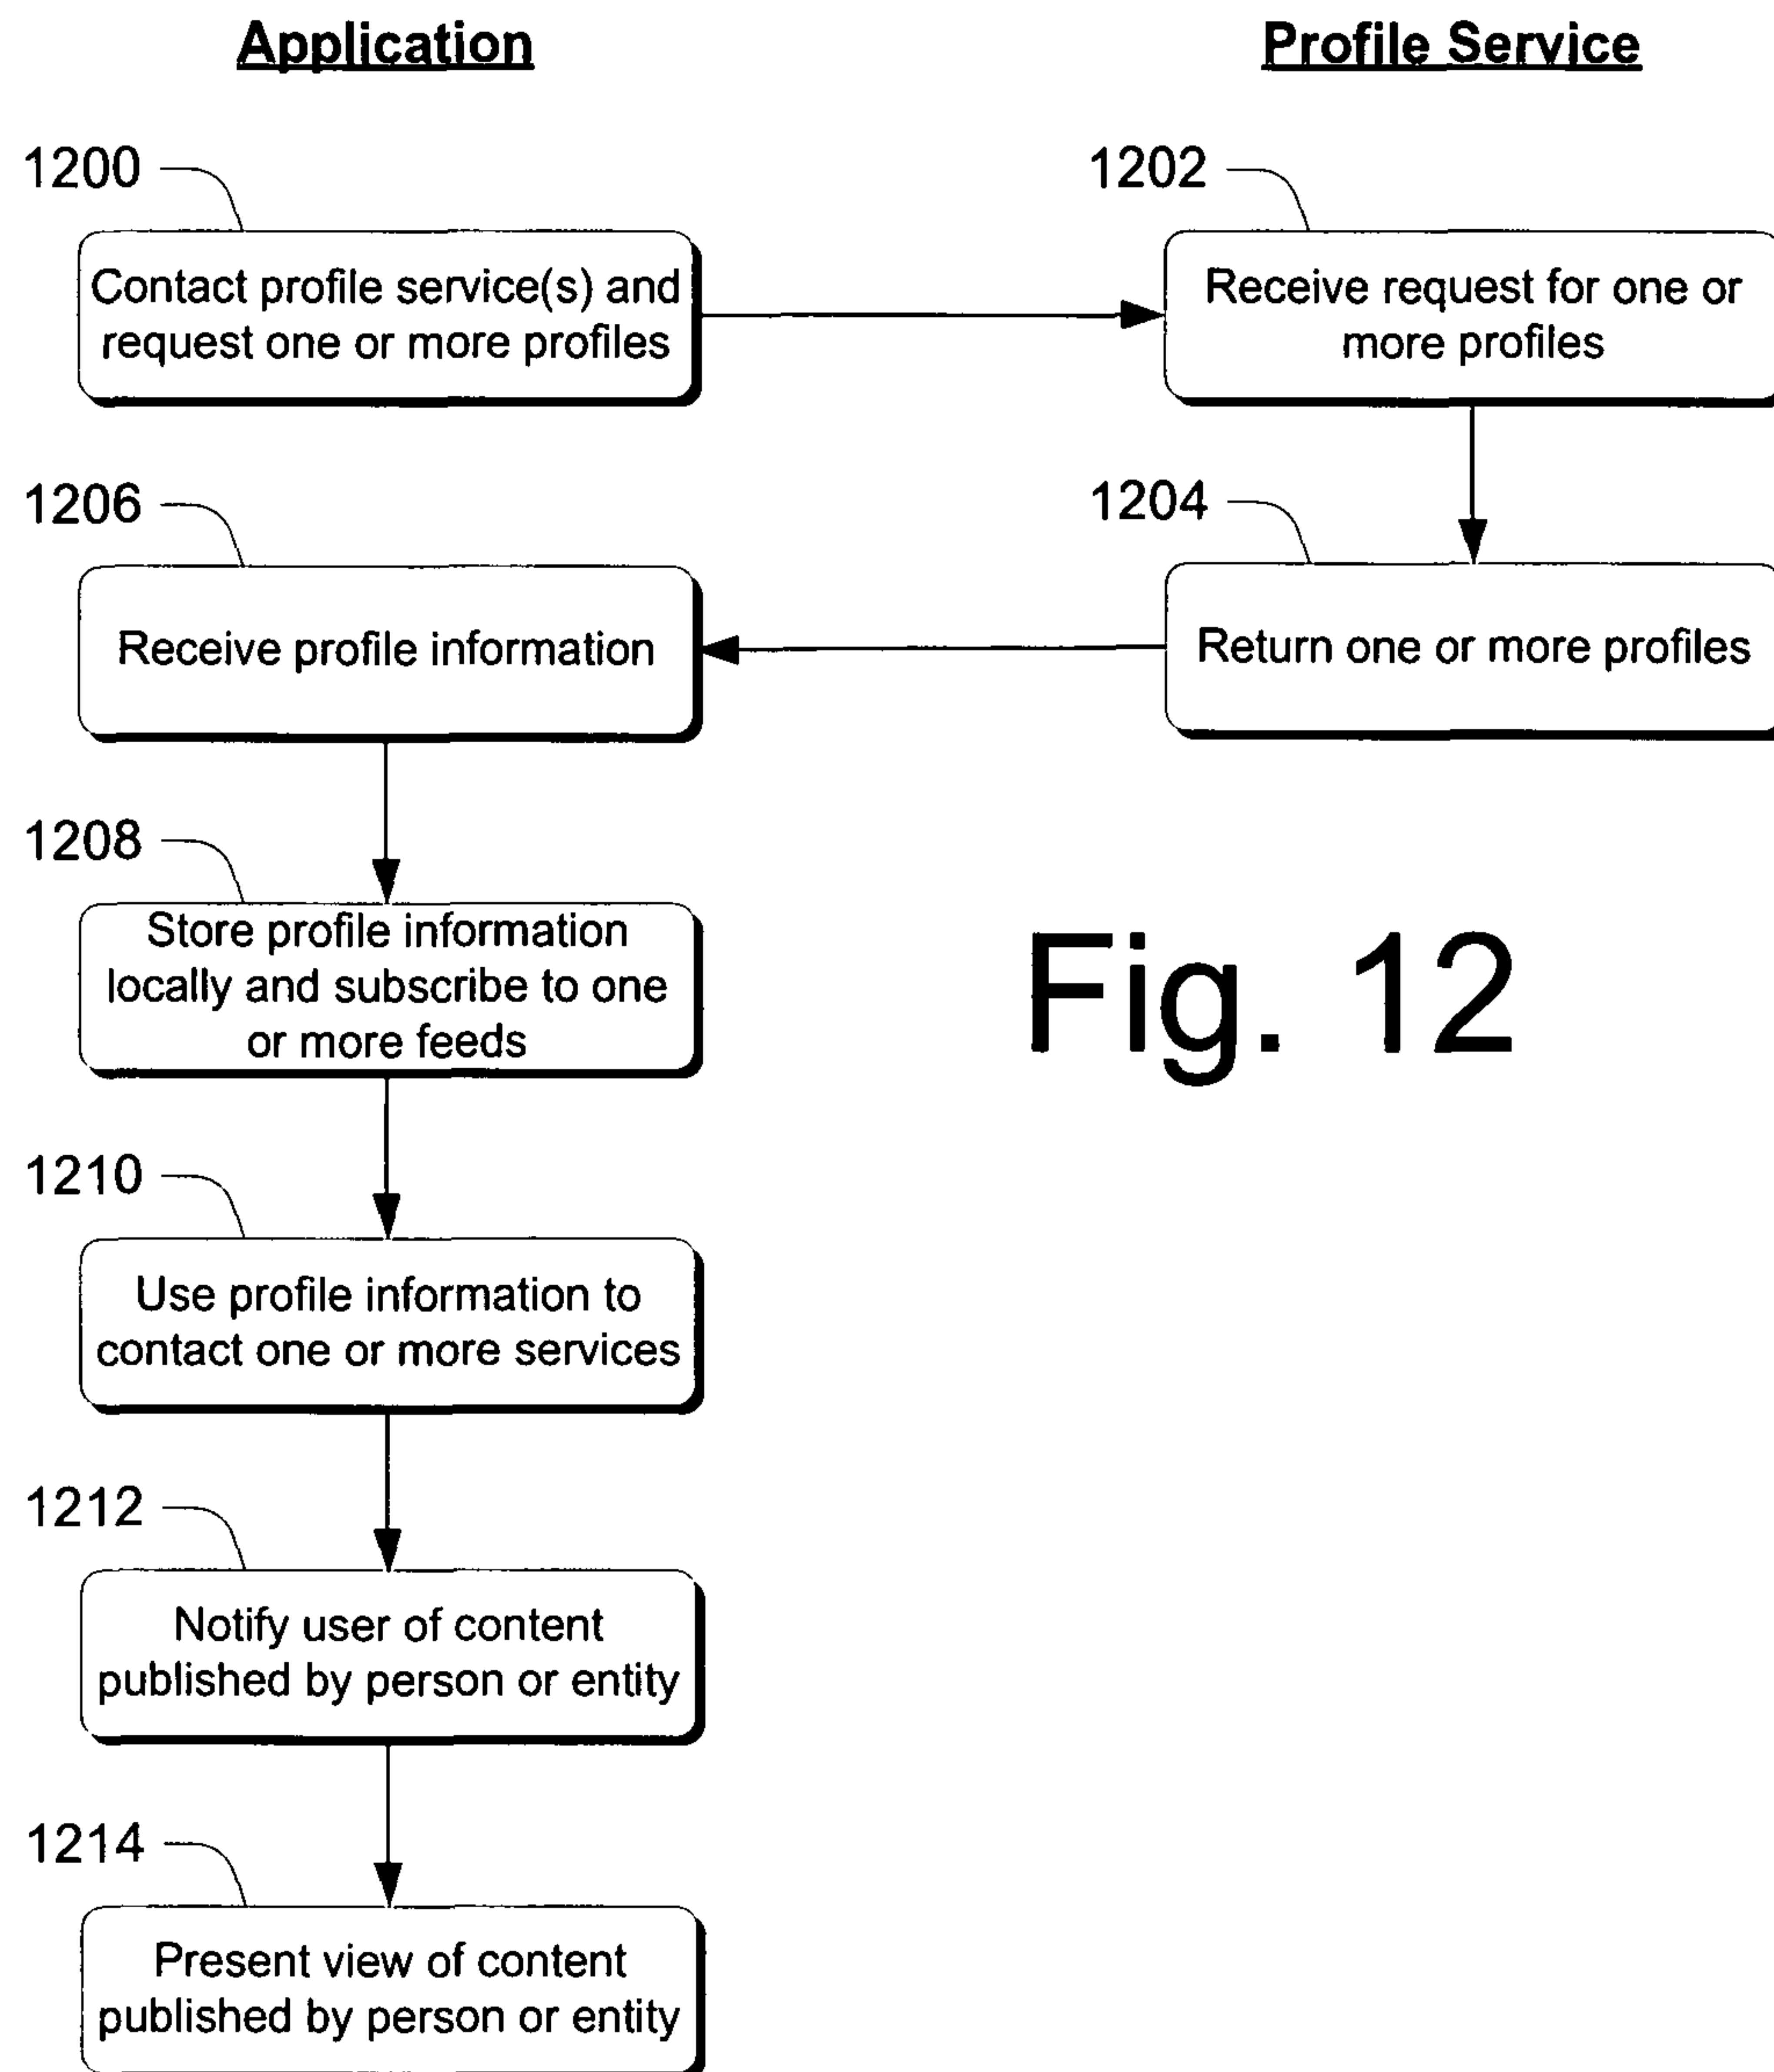 Application
Profile Service
1200
1202
Contact profile service(s) and
request one or more profiles
Receive request for one or
more profiles
1206
1204
Receive profile information
Return one or more profiles
1208
Store profile information
locally and subscribe to one
or more feeds
Fig. 12
1210
Use profile information to
contact one or more services
1212
Notify user of content
published by person or entity
1214
Present view of content
published by person or entity